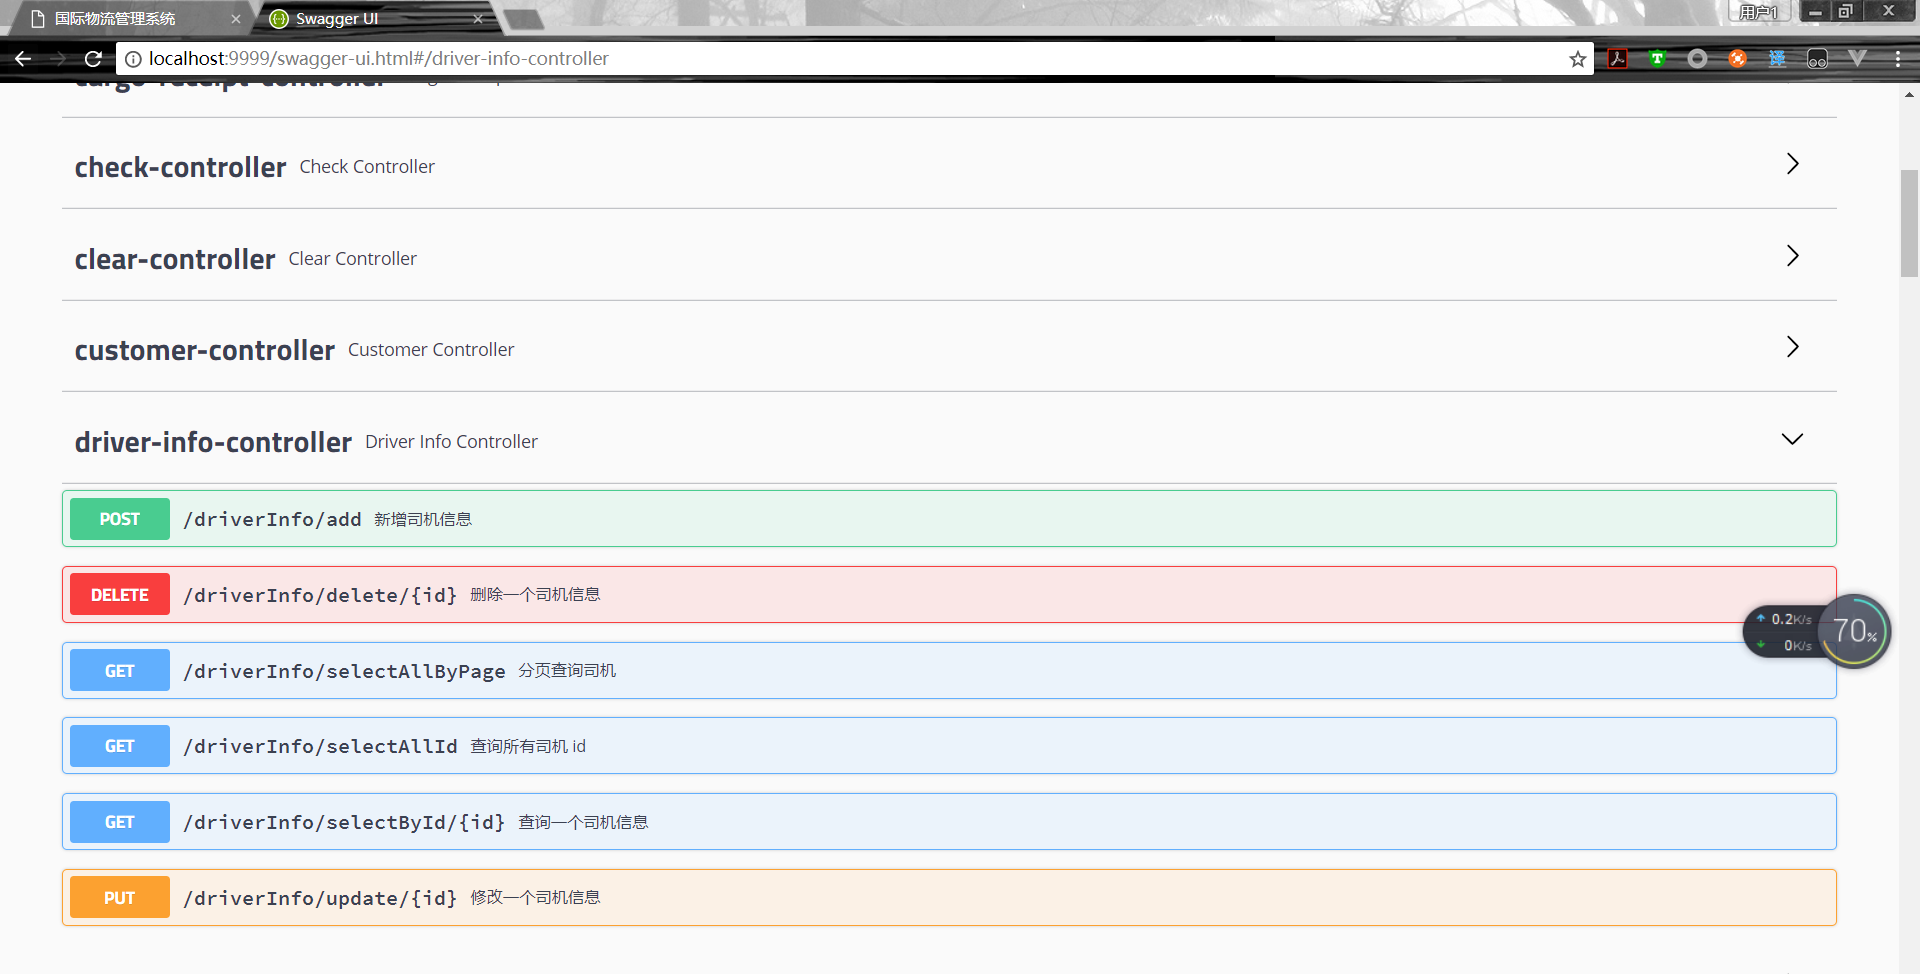 国际物流管理系统
Swagger UI
用户1
localhost:9999/swagger-ui.html#/driver-info-controller
cargo-receipt-controller
check-controller Check Controller
clear-controller Clear Controller
customer-controller Customer Controller
driver-info-controller Driver Info Controller
POST /driverInfo/add 新增司机信息
DELETE /driverInfo/delete/{id} 删除一个司机信息
0.2K/s
0K/s
70%
GET /driverInfo/selectAllByPage 分页查询司机
GET /driverInfo/selectAllId 查询所有司机 id
GET /driverInfo/selectById/{id} 查询一个司机信息
PUT /driverInfo/update/{id} 修改一个司机信息